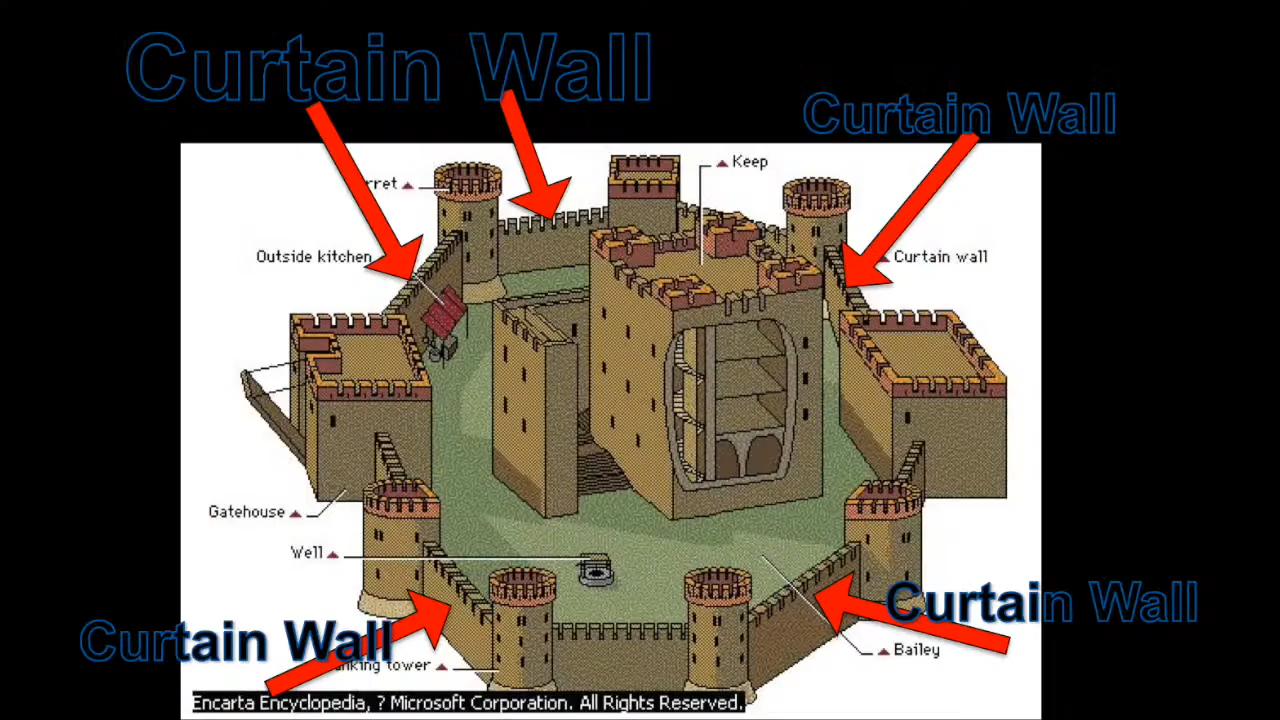 Curtain Wall
Curtain Wall
Keep
rret
Outside kitchen
Curtain wall
Gatehouse
Well
Curtain Wall
Curtain Wall
Bailey
nking tower
Encarta Encyclopedia, ? Microsoft Corporation. All Rights Reserved.